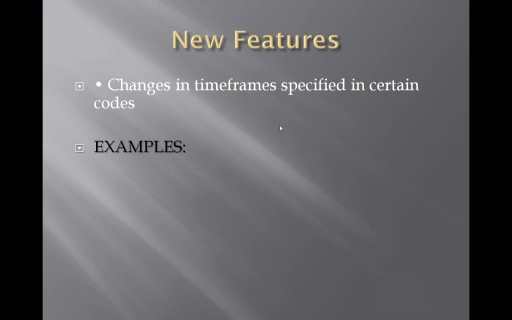 New Features
• Changes in timeframes specified in certain
codes
EXAMPLES: